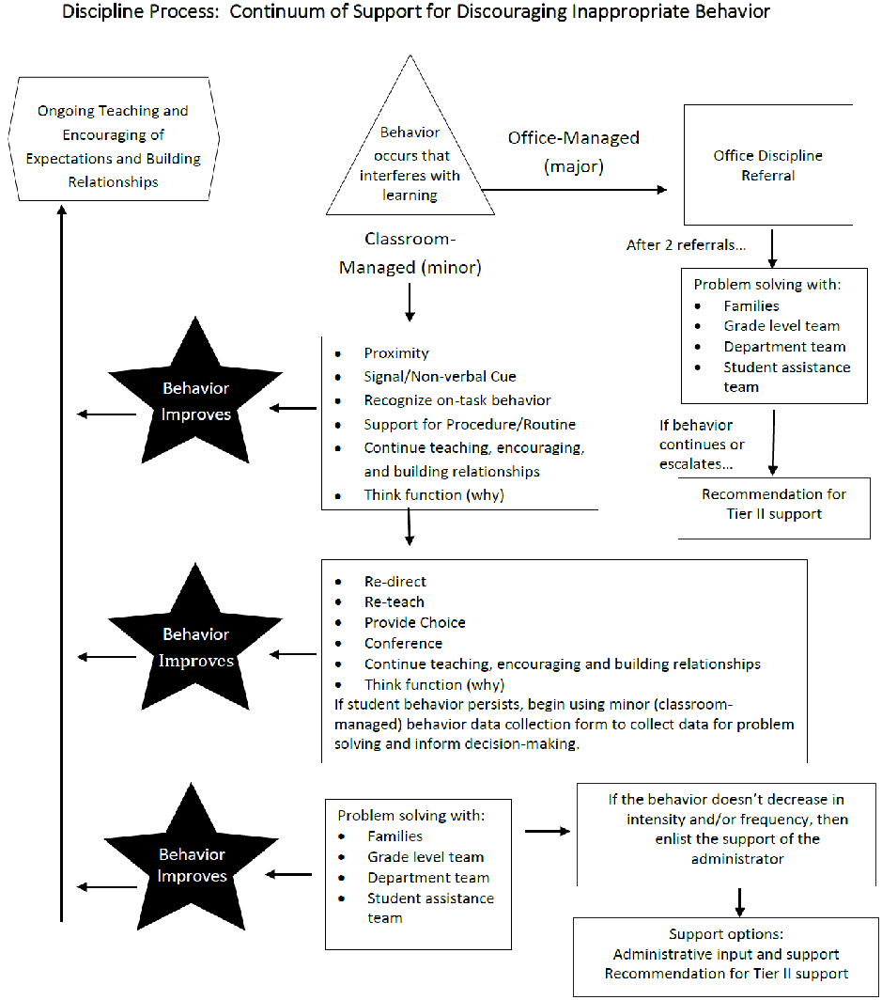 Discipline Process:  Continuum of Support for Discouraging Inappropriate Behavior
Ongoing Teaching and
Encouraging of
Expectations and Building
Relationships
Behavior
occurs that
interferes with
learning
Office-Managed
(major)
Office Discipline
Referral
After 2 referrals…
Problem solving with:
• Families
• Grade level team
• Department team
• Student assistance
team
If behavior
continues or
escalates…
Recommendation for
Tier II support
Classroom-
Managed (minor)
• Proximity
• Signal/Non-verbal Cue
• Recognize on-task behavior
• Support for Procedure/Routine
• Continue teaching, encouraging,
and building relationships
• Think function (why)
Behavior
Improves
• Re-direct
• Re-teach
• Provide Choice
• Conference
• Continue teaching, encouraging and building relationships
• Think function (why)
If student behavior persists, begin using minor (classroom-
managed) behavior data collection form to collect data for problem
solving and inform decision-making.
Behavior
Improves
Problem solving with:
• Families
• Grade level team
• Department team
• Student assistance
team
Behavior
Improves
If the behavior doesn’t decrease in
intensity and/or frequency, then
enlist the support of the
administrator
Support options:
Administrative input and support
Recommendation for Tier II support